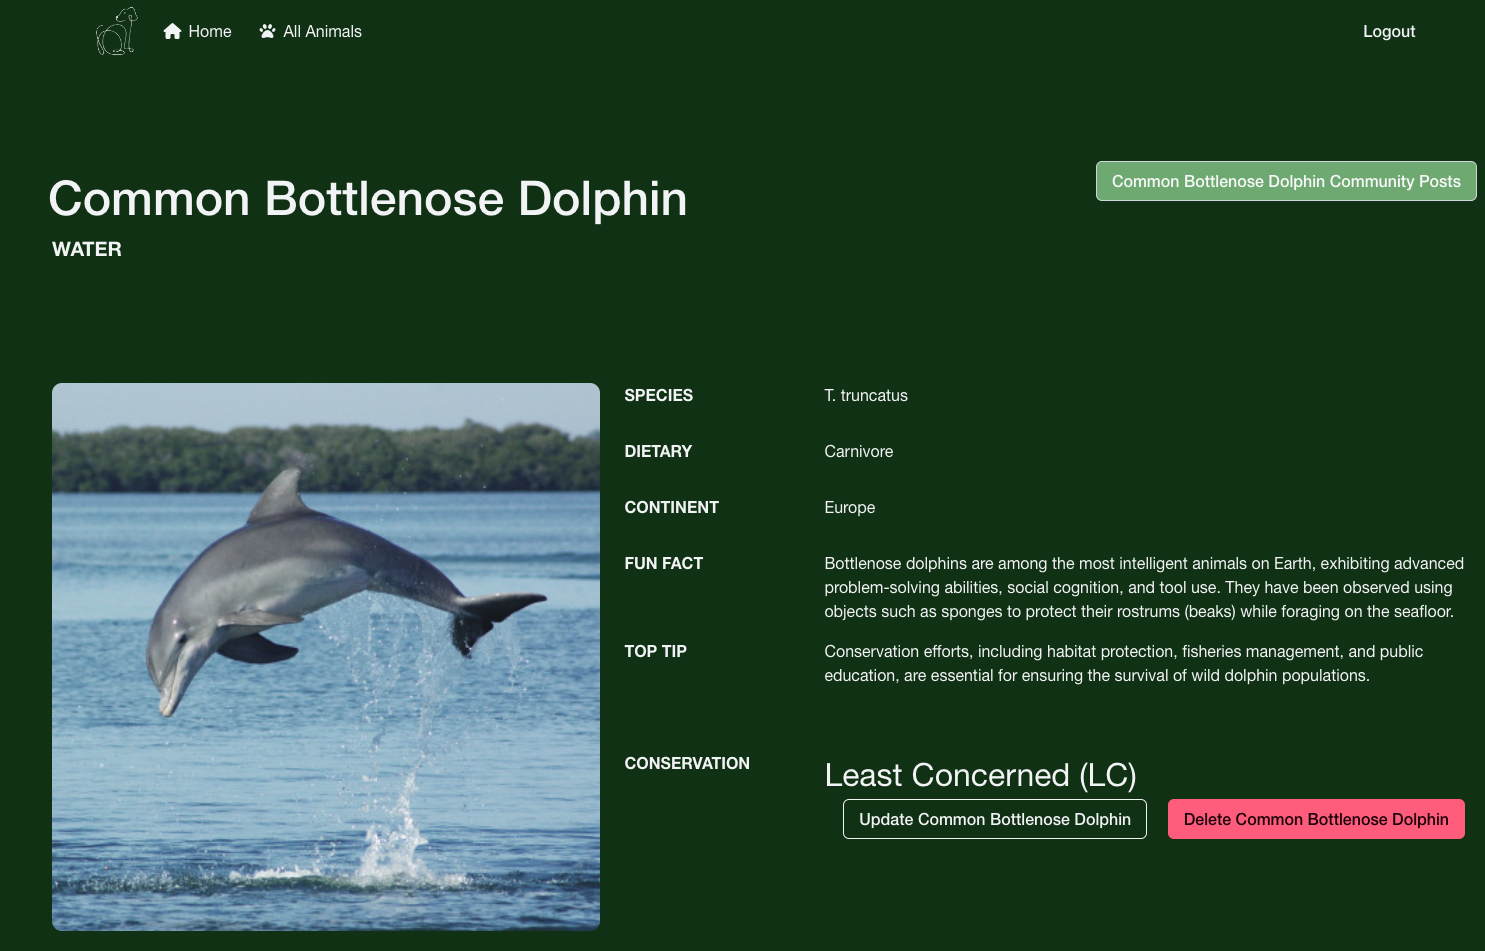 Home
All Animals
Logout
Common Bottlenose Dolphin
Common Bottlenose Dolphin Community Posts
WATER
SPECIES
T. truncatus
DIETARY
Carnivore
CONTINENT
Europe
FUN FACT
Bottlenose dolphins are among the most intelligent animals on Earth, exhibiting advanced
problem-solving abilities, social cognition, and tool use. They have been observed using
objects such as sponges to protect their rostrums (beaks) while foraging on the seafloor.
TOP TIP
Conservation efforts, including habitat protection, fisheries management, and public
education, are essential for ensuring the survival of wild dolphin populations.
CONSERVATION
Least Concerned (LC)
Update Common Bottlenose Dolphin
Delete Common Bottlenose Dolphin